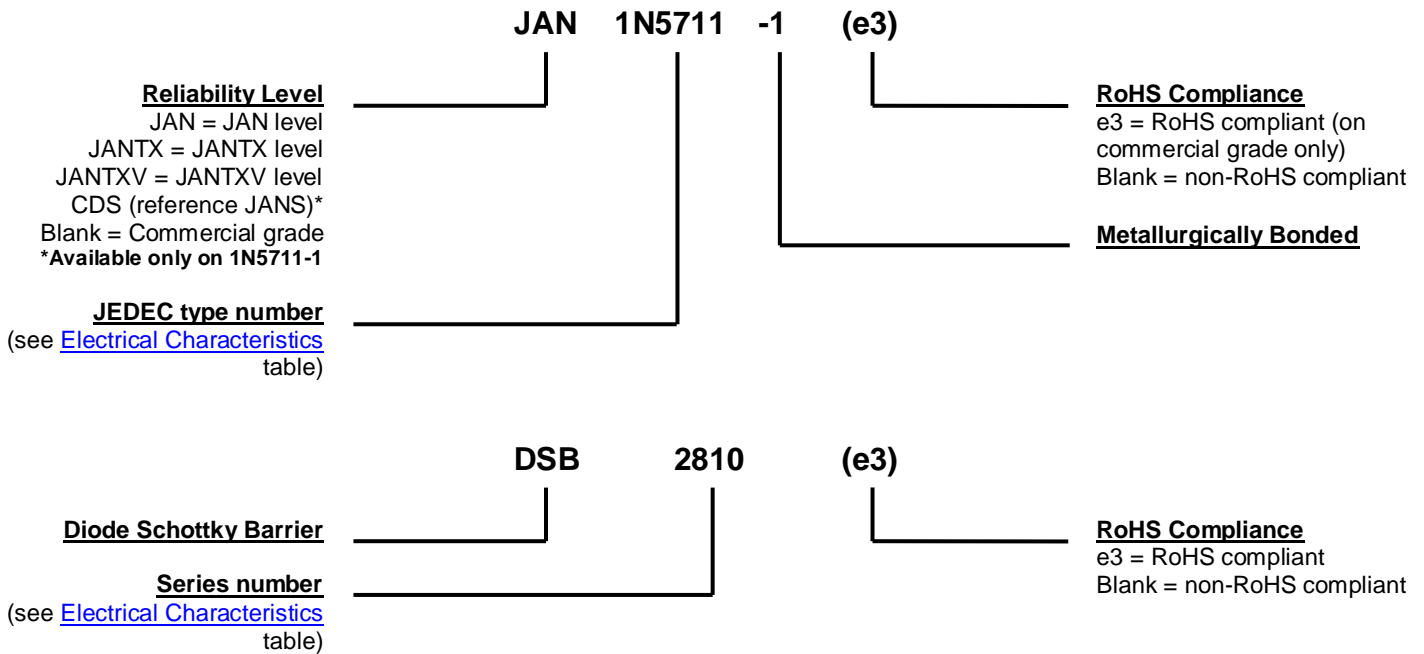 JAN 1N5711 -1 (e3)
Reliability Level
JAN = JAN level
JANTX = JANTX level
JANTXV = JANTXV level
CDS (reference JANS)*
Blank = Commercial grade
*Available only on 1N5711-1
JEDEC type number
(see Electrical Characteristics
table)
RoHS Compliance
e3 = RoHS compliant (on
commercial grade only)
Blank = non-RoHS compliant
Metallurgically Bonded
DSB 2810 (e3)
Diode Schottky Barrier
Series number
(see Electrical Characteristics
table)
RoHS Compliance
e3 = RoHS compliant
Blank = non-RoHS compliant